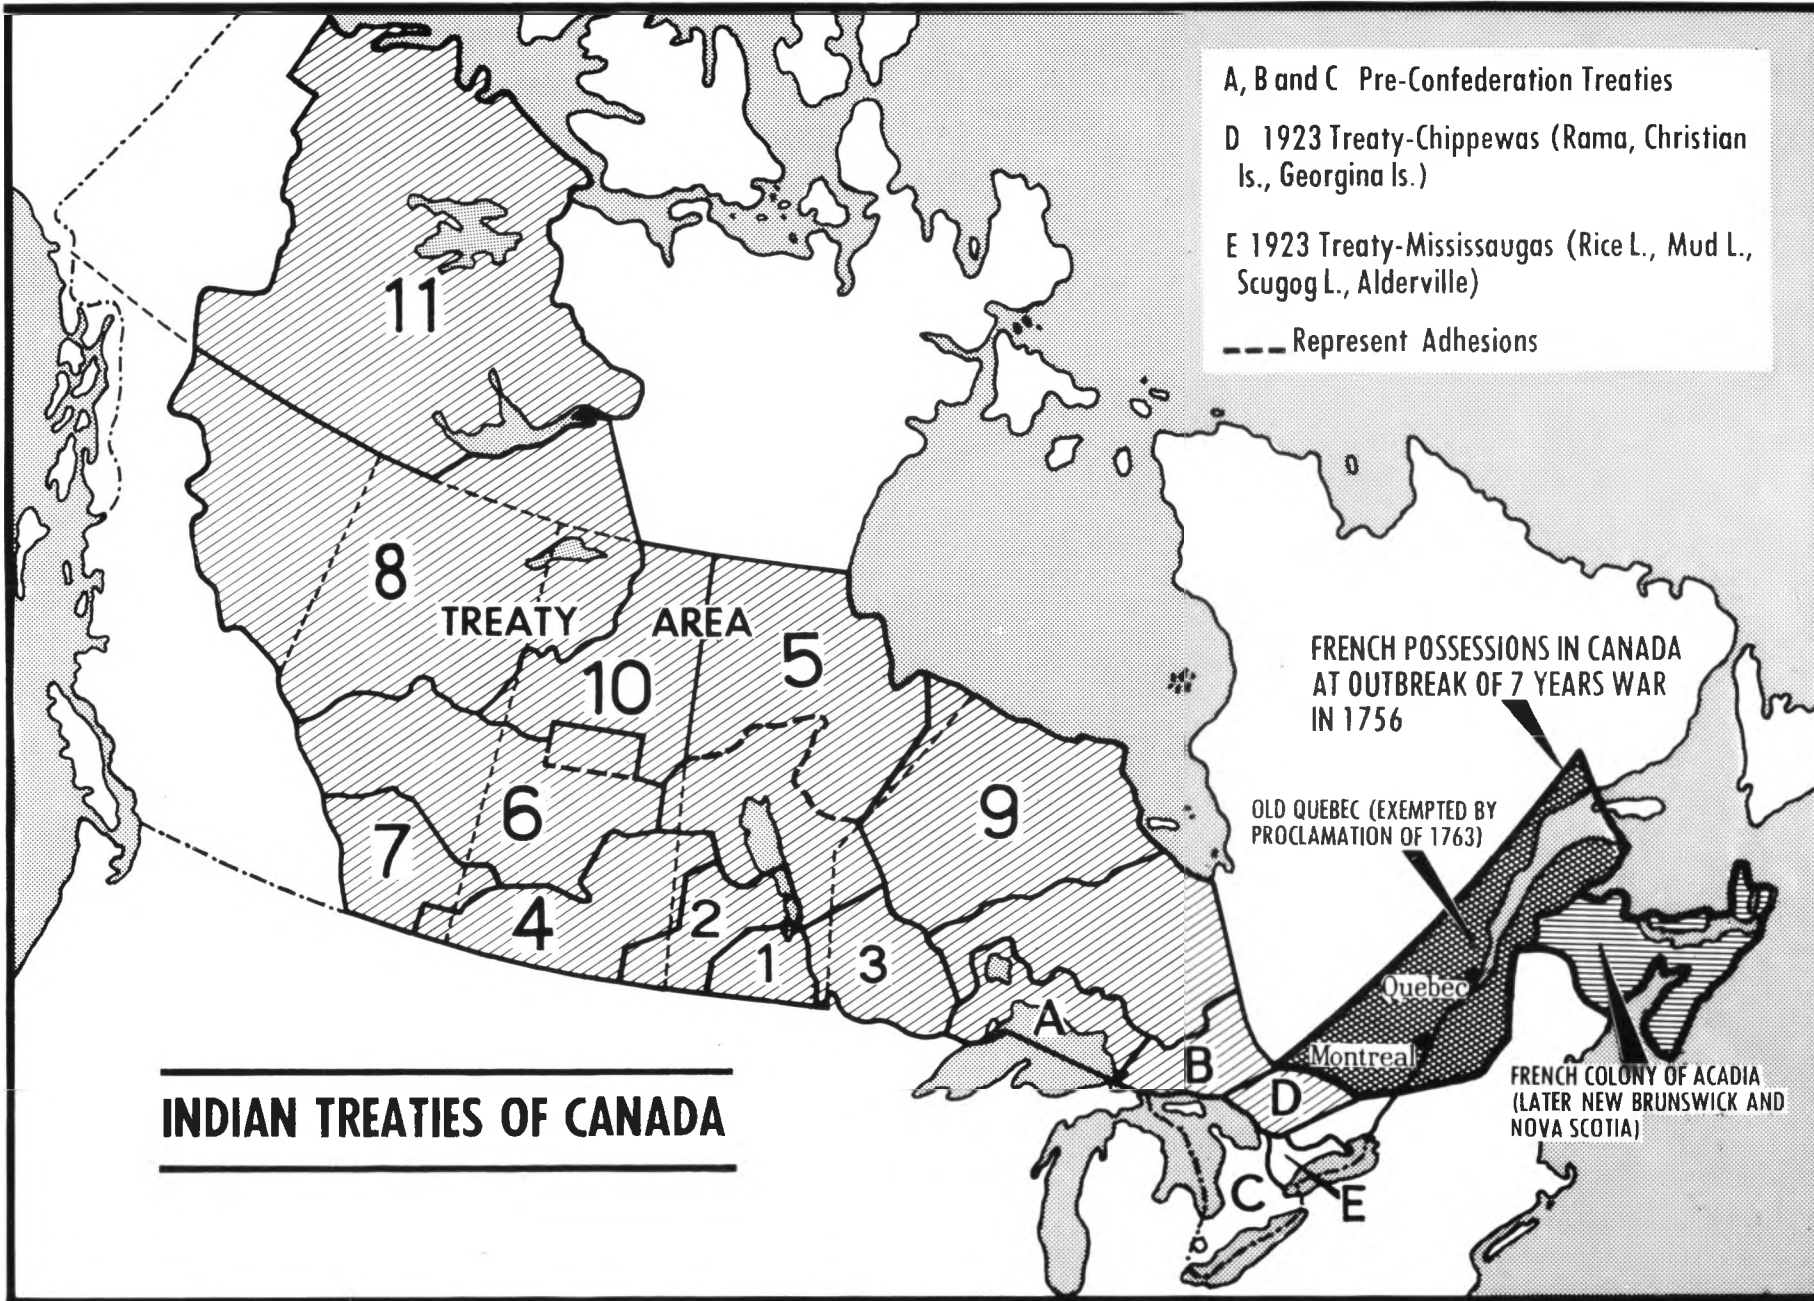 A, B and C Pre-Confederation Treaties
D 1923 Treaty-Chippewas (Rama, Christian
Is., Georgina Is.)
E 1923 Treaty-Mississaugas (Rice L., Mud L.,
Scugog L., Alderville)
Represent Adhesions
11
8
TREATY AREA
5
10
FRENCH POSSESSIONS IN CANADA
AT OUTBREAK OF 7 YEARS WAR
IN 1756
OLD QUEBEC (EXEMPTED BY
PROCLAMATION OF 1763)
6
9
7
4
2
1
3
A
B
Quebec
Montreal
D
FRENCH COLONY OF ACADIA
(LATER NEW BRUNSWICK AND
NOVA SCOTIA)
INDIAN TREATIES OF CANADA
C
E